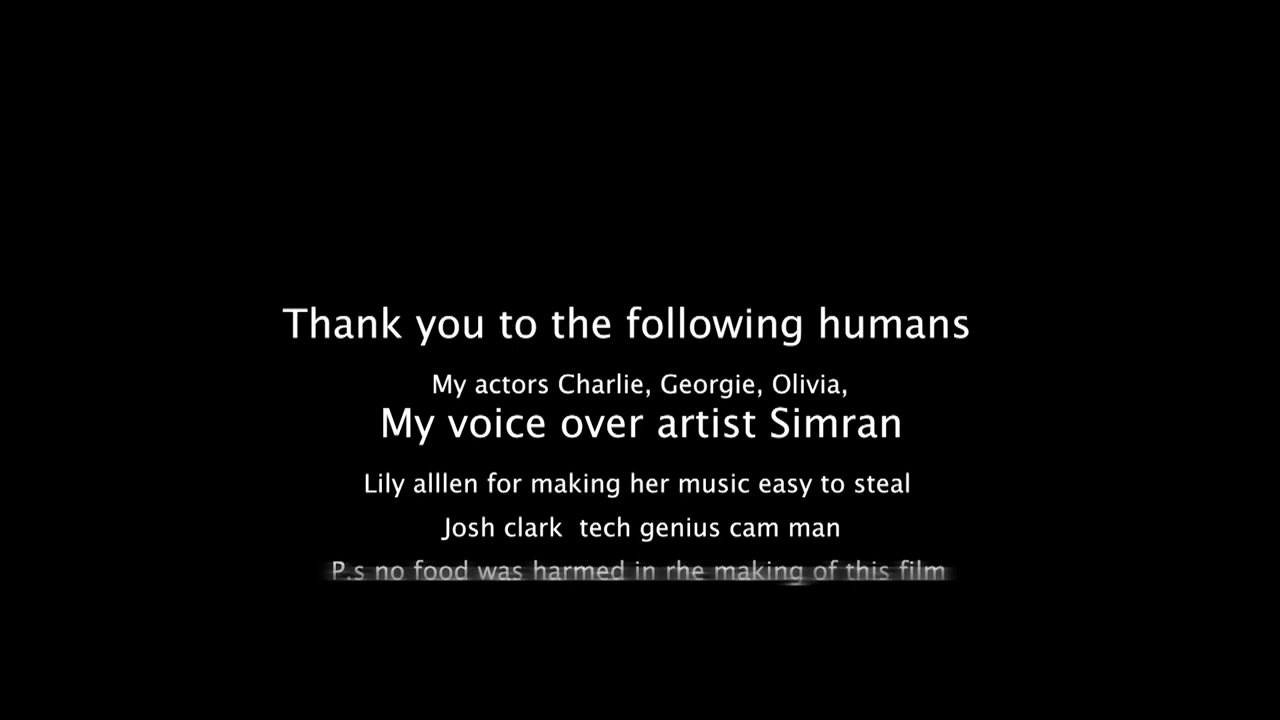 Thank you to the following humans
My actors Charlie, Georgie, Olivia,
My voice over artist Simran
Lily alllen for making her music easy to steal
Josh clark  tech genius cam man
P.s no food was harmed in rhe making of this film